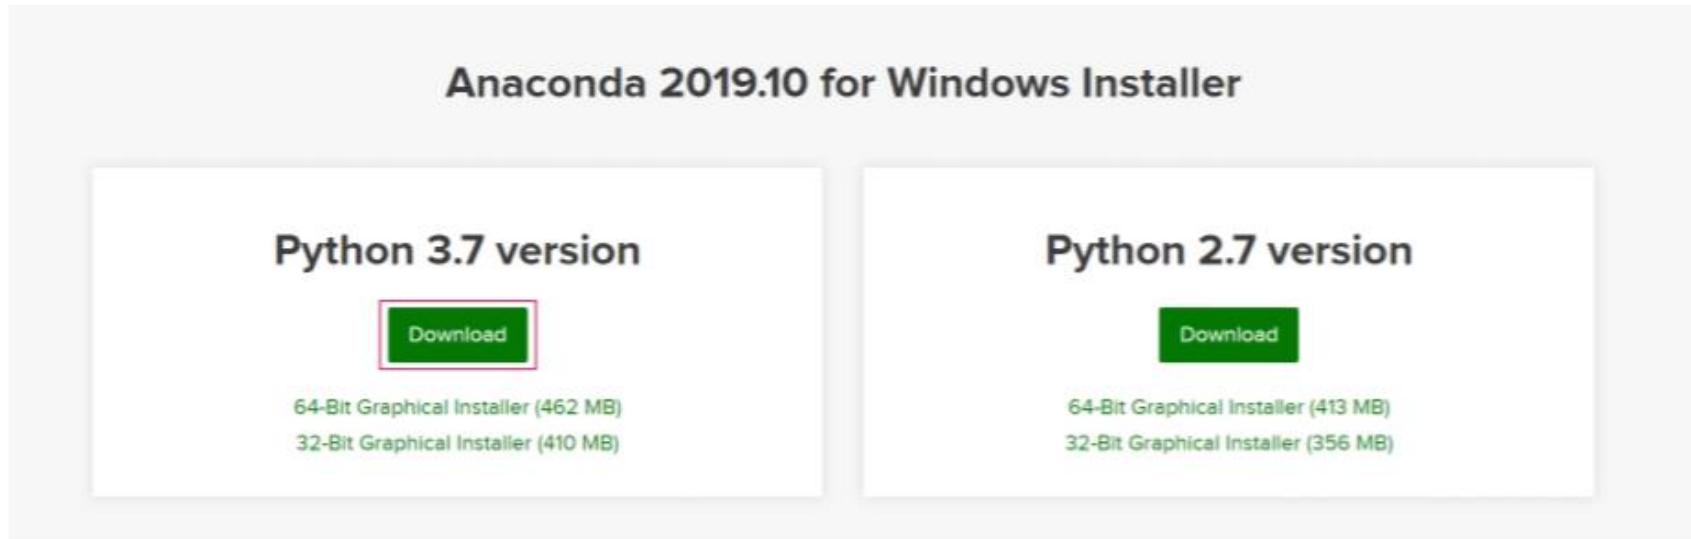 Anaconda 2019.10 for Windows Installer
Python 3.7 version
Download
64-Bit Graphical Installer (462 MB)
32-Bit Graphical Installer (410 MB)
Python 2.7 version
Download
64-Bit Graphical Installer (413 MB)
32-Bit Graphical Installer (356 MB)